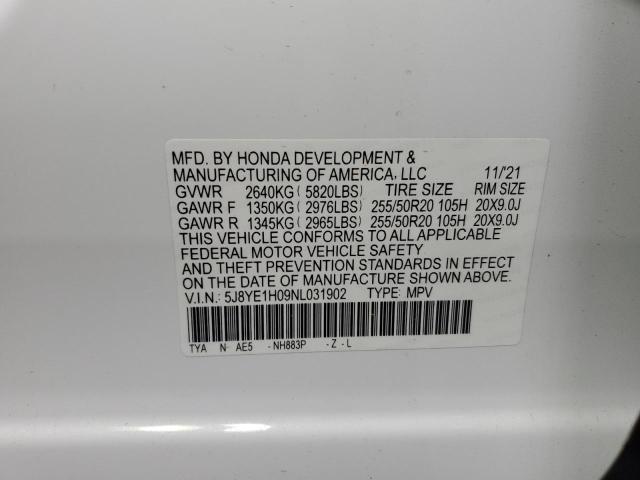 MFD. BY HONDA DEVELOPMENT &
MANUFACTURING OF AMERICA, LLC 11/'21
GVWR 2640KG( 5820LBS) TIRE SIZE RIM SIZE
GAWR F 1350KG( 2976LBS) 255/50R20 105H 20X9.0J
GAWR R 1345KG( 2965LBS) 255/50R20 105H 20X9.0J
THIS VEHICLE CONFORMS TO ALL APPLICABLE
FEDERAL MOTOR VEHICLE SAFETY
AND THEFT PREVENTION STANDARDS IN EFFECT
ON THE DATE OF MANUFACTURE SHOWN ABOVE.
V.I.N.: 5J8YE1H09NL031902 TYPE: MPV
TYA N AE5 -NH883P -Z-L